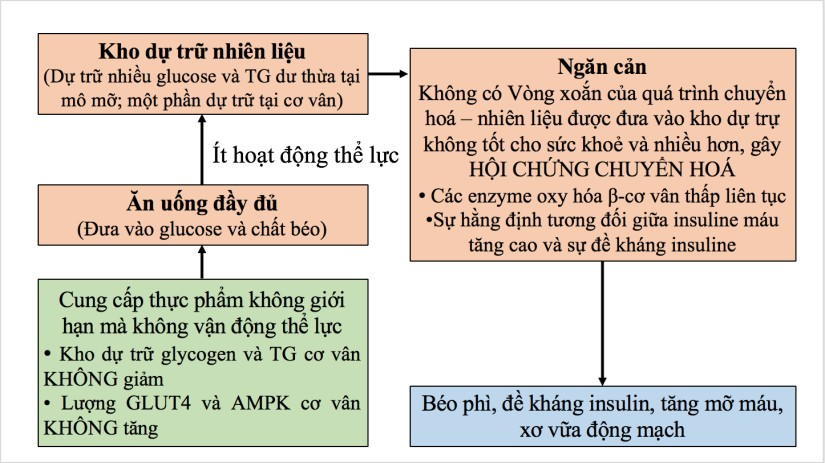 Kho dự trữ nhiên liệu
(Dự trữ nhiều glucose và TG dư thừa tại
mô mỡ; một phần dự trữ tại cơ vân)
Ít hoạt động thể lực
Ăn uống đầy đủ
(Đưa vào glucose và chất béo)
Cung cấp thực phẩm không giới
hạn mà không vận động thể lực
• Kho dự trữ glycogen và TG cơ vân
KHÔNG giảm
• Lượng GLUT4 và AMPK cơ vân
KHÔNG tăng
Ngăn cản
Không có Vòng xoắn của quá trình chuyển
hoá – nhiên liệu được đưa vào kho dự trự
không tốt cho sức khoẻ và nhiều hơn, gây
HỘI CHỨNG CHUYỂN HOÁ
• Các enzyme oxy hóa β-cơ vân thấp liên tục
•Sự hằng định tương đối giữa insuline máu
tăng cao và sự đề kháng insuline
Béo phì, đề kháng insulin, tăng mỡ máu,
xơ vữa động mạch